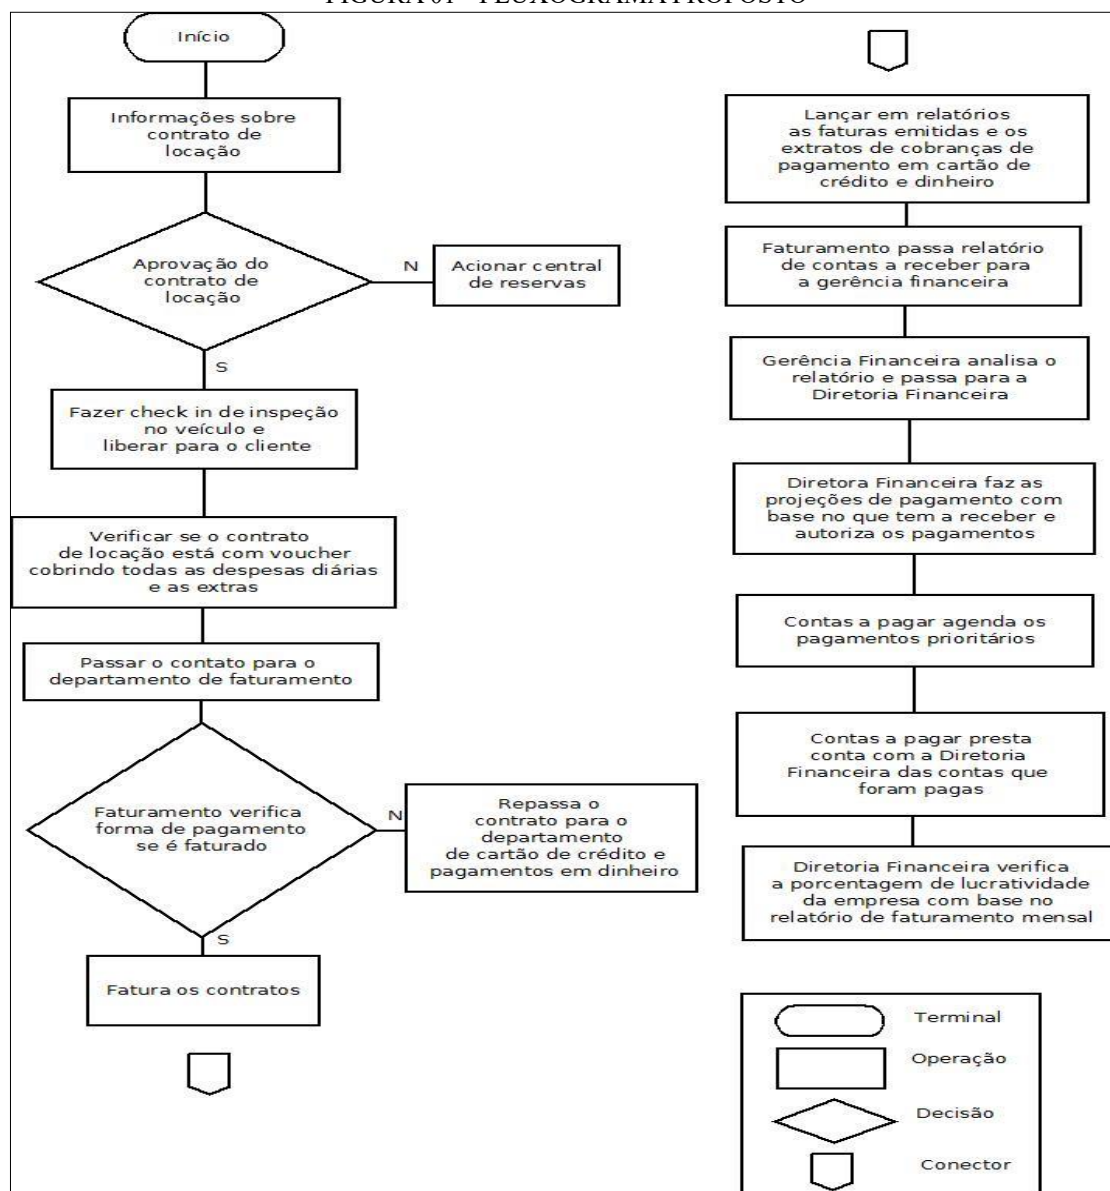 Início
Informações sobre
contrato de
locação
Aprovação do
contrato de
locação
N
Acionar central
de reservas
S
Fazer check in de inspeção
no veículo e
liberar para o cliente
Verificar se o contrato
de locação está com voucher
cobrindo todas as despesas diárias
e as extras
Passar o contato para o
departamento de faturamento
Faturamento verifica
forma de pagamento
se é faturado
N
Repassa o
contrato para o
departamento
de cartão de crédito e
pagamentos em dinheiro
S
Fatura os contratos
Lançar em relatórios
as faturas emitidas e os
extratos de cobranças de
pagamento em cartão de
crédito e dinheiro
Faturamento passa relatório
de contas a receber para
a gerência financeira
Gerência Financeira analisa o
relatório e passa para a
Diretoria Financeira
Diretora Financeira faz as
projeções de pagamento com
base no que tem a receber e
autoriza os pagamentos
Contas a pagar agenda os
pagamentos prioritários
Contas a pagar presta
conta com a Diretoria
Financeira das contas que
foram pagas
Diretoria Financeira verifica
a porcentagem de lucratividade
da empresa com base no
relatório de faturamento mensal
Terminal
Operação
Decisão
Conector